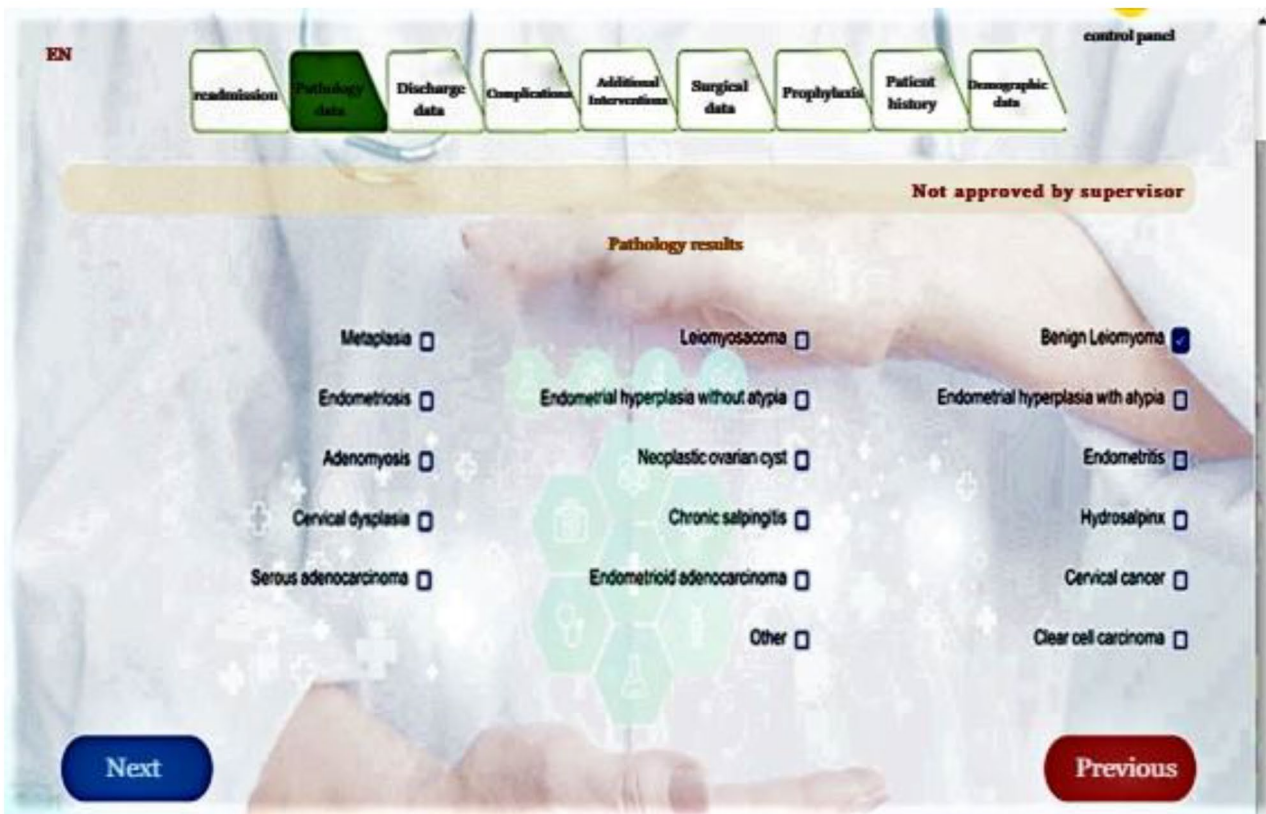 control panel
EN
readmission
Pathology data
Discharge data
Complications
Additional Interventions
Surgical data
Prophylaxis
Patient history
Demographic data
Not approved by supervisor
Pathology results
Metaplasia
Leiomyosacoma
Benign Leiomyoma
Endometriosis
Endometrial hyperplasia without atypia
Endometrial hyperplasia with atypia
Adenomyosis
Neoplastic ovarian cyst
Endometritis
Cervical dysplasia
Chronic salpingitis
Hydrosalpinx
Serous adenocarcinoma
Endometrioid adenocarcinoma
Cervical cancer
Other
Clear cell carcinoma
Next
Previous